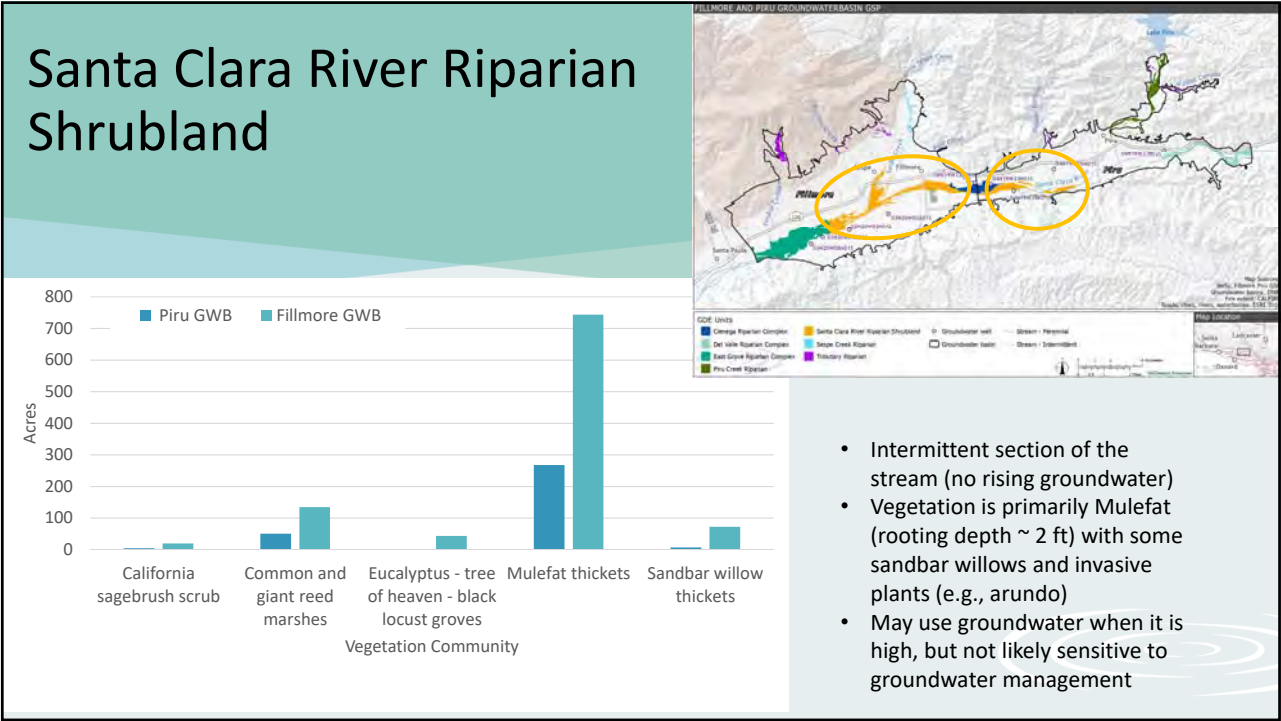 FILLMORE AND PIRU GROUNDWATERBASIN GSP
Santa Clara River Riparian
Shrubland
Lake Piru
Fillmore
Fillmore
Piru
Santa Paula
GDE Units
Cienega Riparian Complex
Del Valle Riparian Complex
East Grove Riparian Complex
Piru Creek Riparian
Santa Clara River Riparian Shrubland
Sespe Creek Riparian
Tributary Riparian
Groundwater well
Groundwater basin
Stream - Perennial
Stream - Intermittent
Map Location
Santa
Barbara
Lancaster
Oxnard
800
700
600
500
400
300
200
100
0
Acres
Piru GWB
Fillmore GWB
California
sagebrush scrub
Common and
giant reed
marshes
Eucalyptus - tree
of heaven - black
locust groves
Mulefat thickets
Sandbar willow
thickets
Vegetation Community
• Intermittent section of the
stream (no rising groundwater)
• Vegetation is primarily Mulefat
(rooting depth ~ 2 ft) with some
sandbar willows and invasive
plants (e.g., arundo)
• May use groundwater when it is
high, but not likely sensitive to
groundwater management